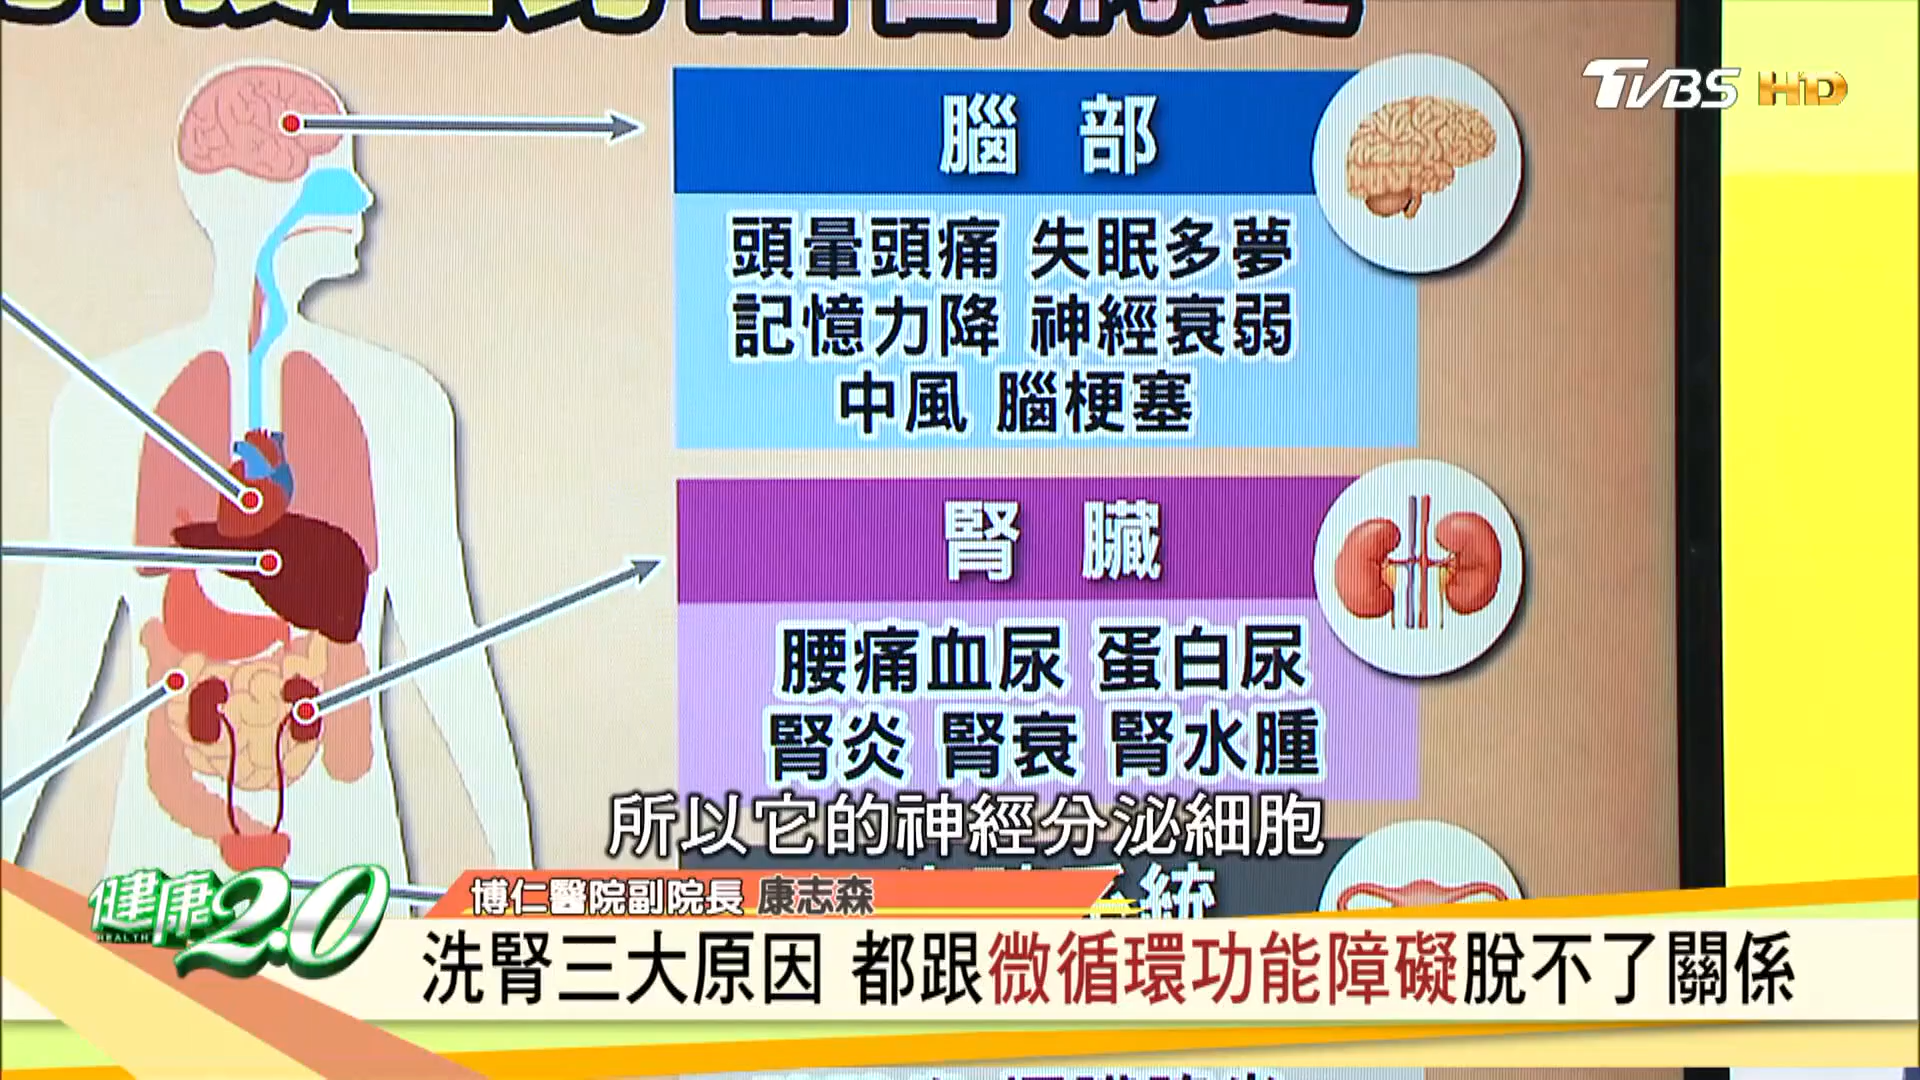 TVBS HD
腦 部
頭暈頭痛 失眠多夢
記憶力降 神經衰弱
中風 腦梗塞
腎 臟
腰痛血尿 蛋白尿
腎炎 腎衰 腎水腫
所以它的神經分泌細胞
系統
健康2.0
HEALTH
博仁醫院副院長 康志森
洗腎三大原因 都跟微循環功能障礙脫不了關係